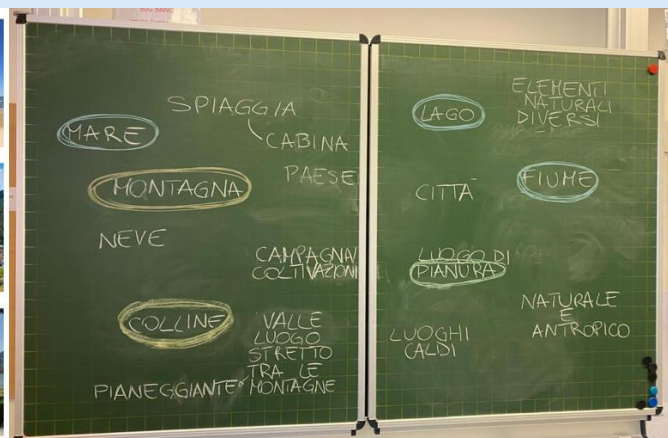 SPIAGGIA
MARE
CABINA
MONTAGNA
PAESE
NEVE
CAMPAGNA
COLTIVAZIONI
COLLINE
VALLE
LUOGO
STRETTO
TRA LE
MONTAGNE
PIANEGGIANTE
ELEMENTI
NATURALI
DIVERSI
LAGO
FIUME
CITTÀ
LUOGO DI
PIANURA
NATURALE
E
ANTROPICO
LUOGHI
CALDI